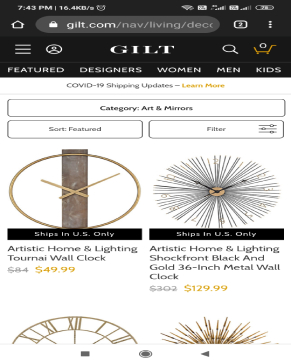 7:43 PM | 16.4KB/s
gilt.com/nav/living/deco
2
GILT
0
FEATURED DESIGNERS WOMEN MEN KIDS
COVID-19 Shipping Updates – Learn More
Category: Art & Mirrors
Sort: Featured
Filter
Ships In U.S. Only
Artistic Home & Lighting
Tournai Wall Clock
$84 $49.99
Ships In U.S. Only
Artistic Home & Lighting
Shockfront Black And
Gold 36-Inch Metal Wall
Clock
$302 $129.99